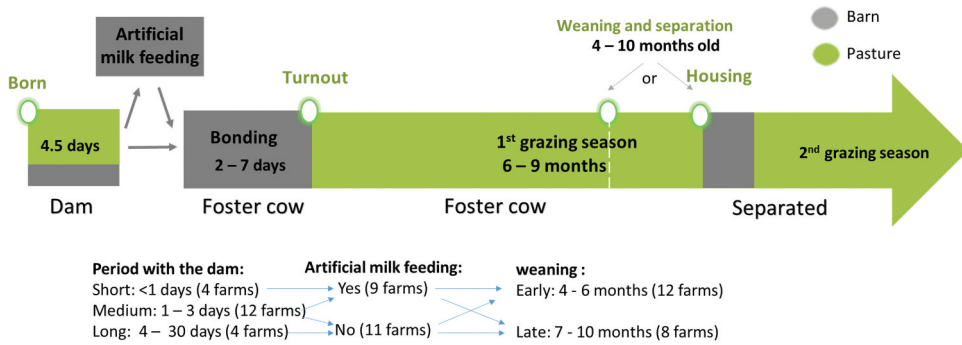 Artificial
milk feeding
Born
Turnout
Weaning and separation
4 – 10 months old
or
Housing
Barn
Pasture
4.5 days
Bonding
2 – 7 days
1st grazing season
6 – 9 months
2nd grazing season
Dam
Foster cow
Foster cow
Separated
Period with the dam:
Short: <1 days (4 farms)
Medium: 1 – 3 days (12 farms)
Long: 4 – 30 days (4 farms)
Artificial milk feeding:
Yes (9 farms)
No (11 farms)
weaning :
Early: 4 - 6 months (12 farms)
Late: 7 - 10 months (8 farms)